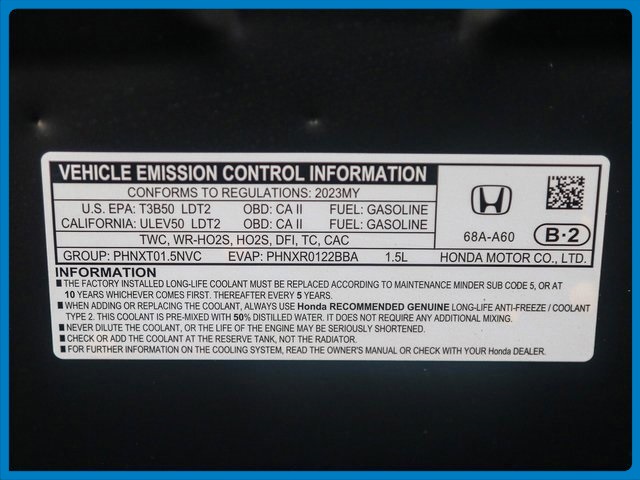 VEHICLE EMISSION CONTROL INFORMATION
CONFORMS TO REGULATIONS: 2023MY
U.S. EPA: T3B50 LDT2 OBD: CA II FUEL: GASOLINE
CALIFORNIA: ULEV50 LDT2 OBD: CA II FUEL: GASOLINE
TWC, WR-HO2S, HO2S, DFI, TC, CAC
68A-A60 B-2
GROUP: PHNXT01.5NVC EVAP: PHNXR0122BBA 1.5L HONDA MOTOR CO., LTD.
INFORMATION
■ THE FACTORY INSTALLED LONG-LIFE COOLANT MUST BE REPLACED ACCORDING TO MAINTENANCE MINDER SUB CODE 5, OR AT
10 YEARS WHICHEVER COMES FIRST. THEREAFTER EVERY 5 YEARS.
■ WHEN ADDING OR REPLACING THE COOLANT, ALWAYS USE Honda RECOMMENDED GENUINE LONG-LIFE ANTI-FREEZE / COOLANT
TYPE 2. THIS COOLANT IS PRE-MIXED WITH 50% DISTILLED WATER. IT DOES NOT REQUIRE ANY ADDITIONAL MIXING.
■ NEVER DILUTE THE COOLANT, OR THE LIFE OF THE ENGINE MAY BE SERIOUSLY SHORTENED.
■ CHECK OR ADD THE COOLANT AT THE RESERVE TANK, NOT THE RADIATOR.
■ FOR FURTHER INFORMATION ON THE COOLING SYSTEM, READ THE OWNER'S MANUAL OR CHECK WITH YOUR Honda DEALER.